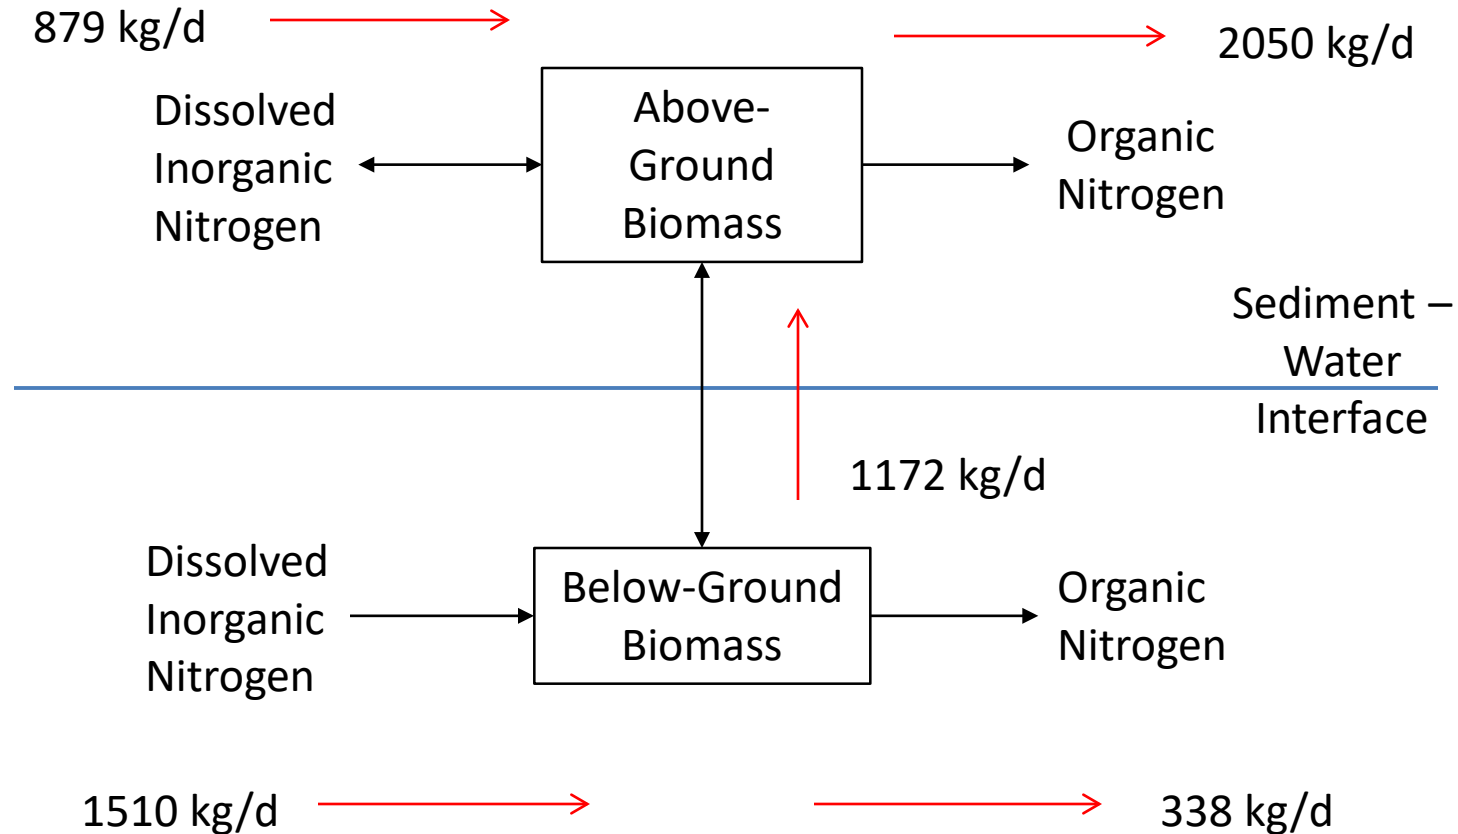 879 kg/d
2050 kg/d
Dissolved
Inorganic
Nitrogen
Above-
Ground
Biomass
Organic
Nitrogen
Sediment –
Water
Interface
1172 kg/d
Dissolved
Inorganic
Nitrogen
Below-Ground
Biomass
Organic
Nitrogen
1510 kg/d
338 kg/d